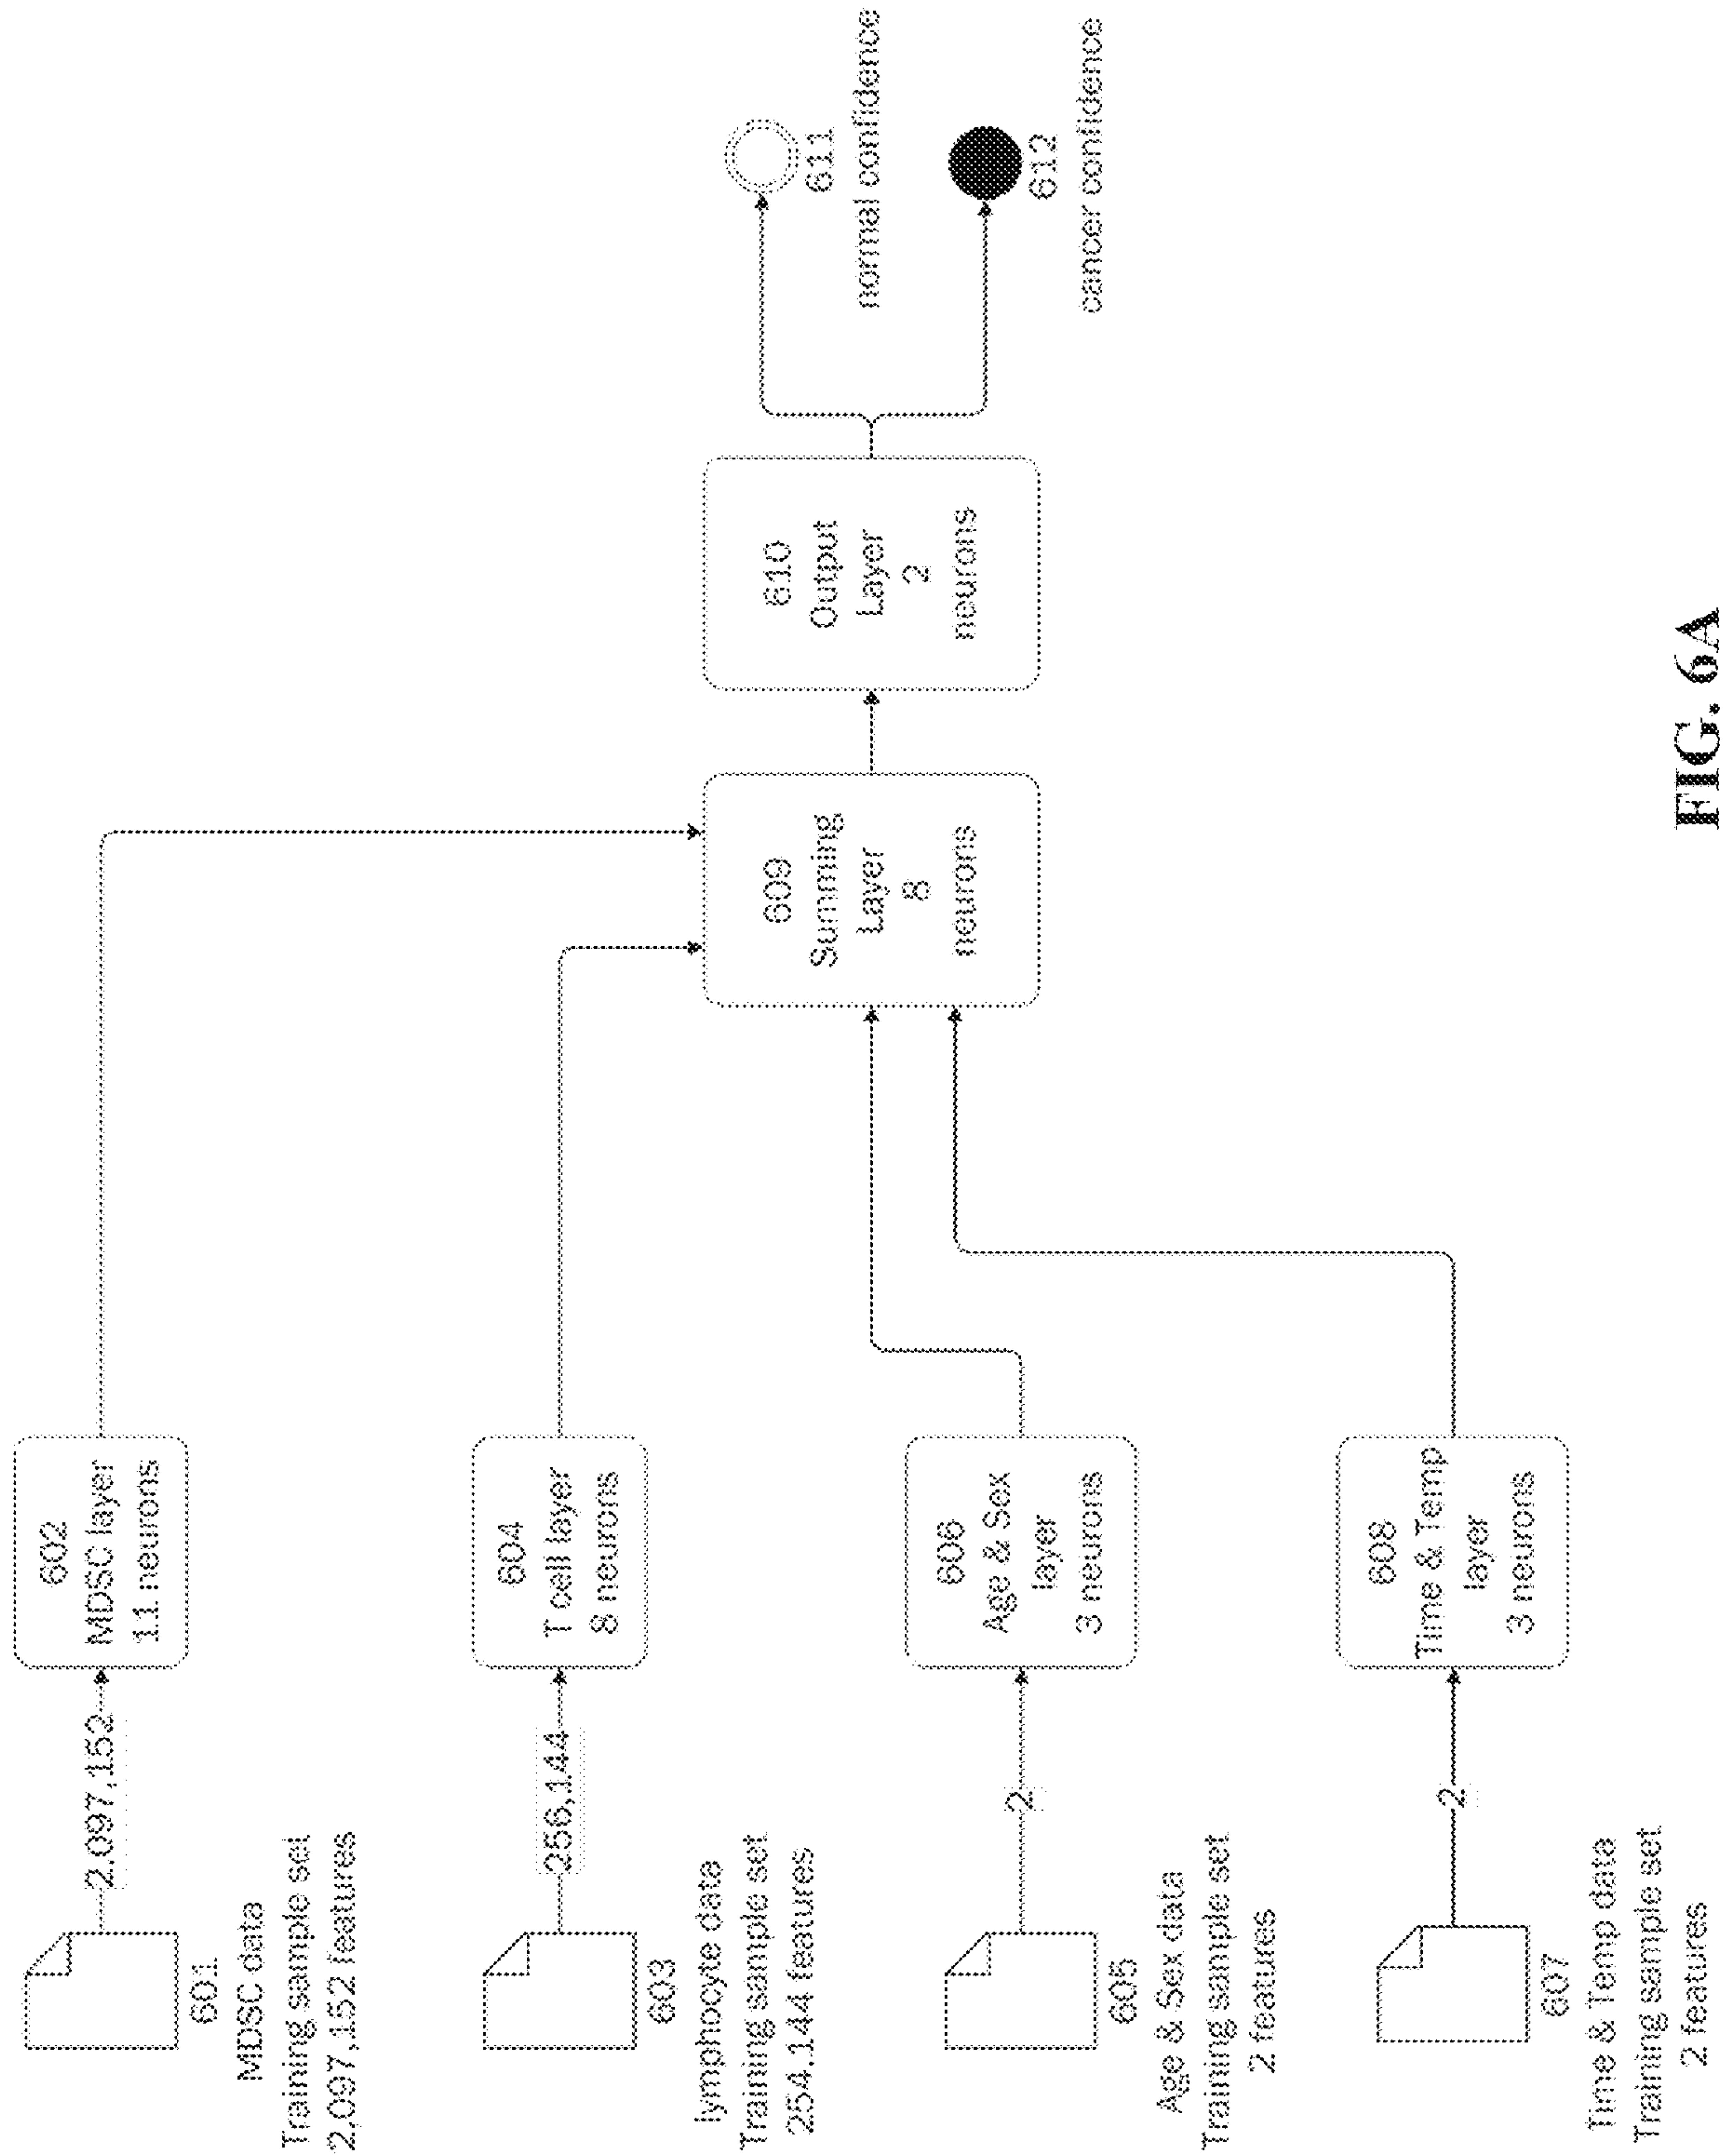 601
MDSC data
Training sample set
2,097,152 features
2,097,152
602
MDSC layer
11 neurons
603
lymphocyte data
Training sample set
254,144 features
256,144
604
T cell layer
8 neurons
605
Age & Sex data
Training sample set
2 features
2
606
Age & Sex
layer
3 neurons
607
Time & Temp data
Training sample set
2 features
2
608
Time & Temp
layer
3 neurons
609
Summing
Layer
8
neurons
610
Output
Layer
2
neurons
611
normal confidence
612
cancer confidence
FIG. 6A